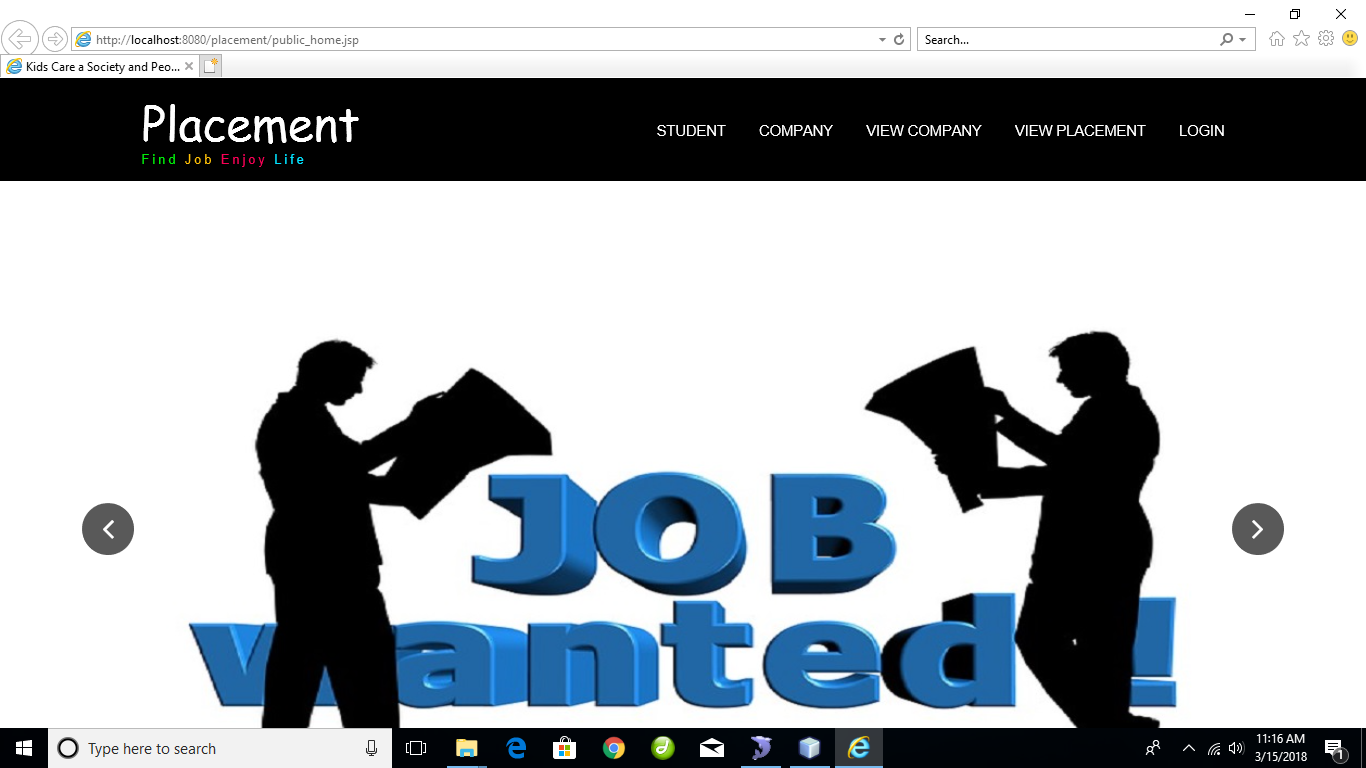 http://localhost:8080/placement/public_home.jsp
Search...
Kids Care a Society and Peo...
Placement
Find Job Enjoy Life
STUDENT COMPANY VIEW COMPANY VIEW PLACEMENT LOGIN
JOB
wanted !
Type here to search
11:16 AM
3/15/2018
1